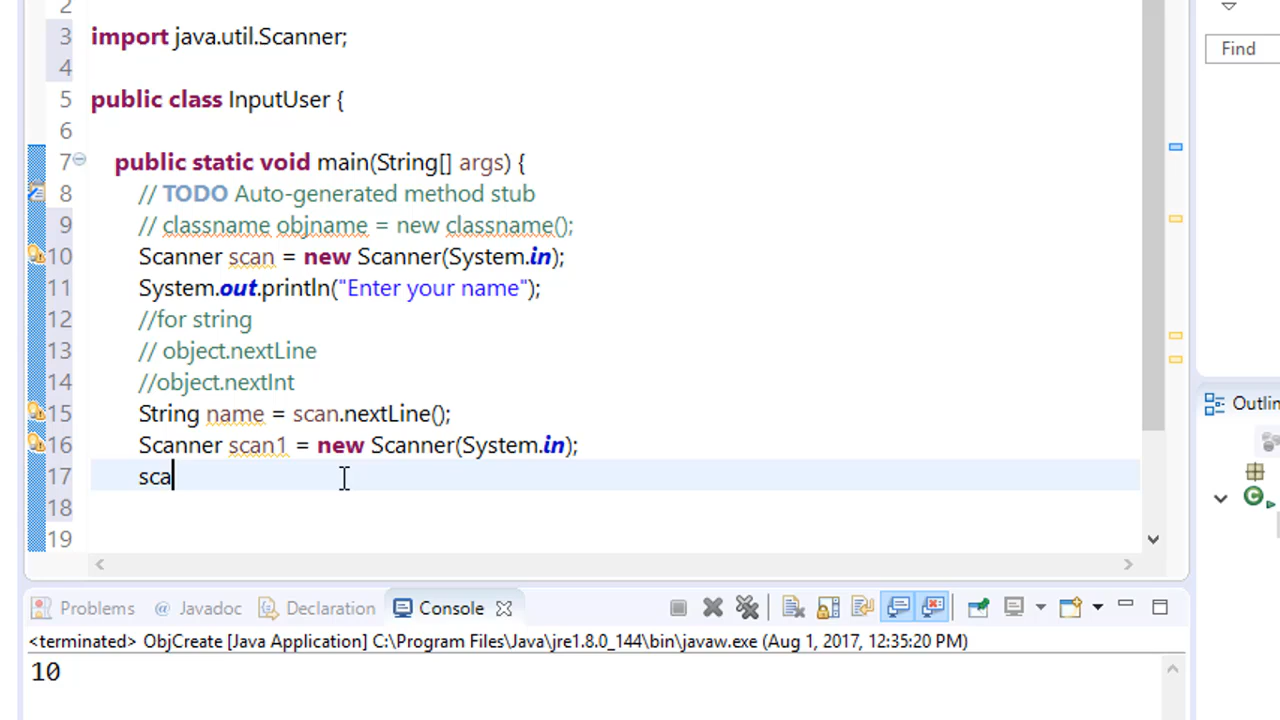 2
3 import java.util.Scanner;
4
5 public class InputUser {
6
7 public static void main(String[] args) {
8 // TODO Auto-generated method stub
9 // classname objname = new classname();
10 Scanner scan = new Scanner(System.in);
11 System.out.println("Enter your name");
12 //for string
13 // object.nextLine
14 //object.nextInt
15 String name = scan.nextLine();
16 Scanner scan1 = new Scanner(System.in);
17 sca
18
19
Find
Outlin
Problems @ Javadoc Declaration Console
<terminated> ObjCreate [Java Application] C:\Program Files\Java\jre1.8.0_144\bin\javaw.exe (Aug 1, 2017, 12:35:20 PM)
10